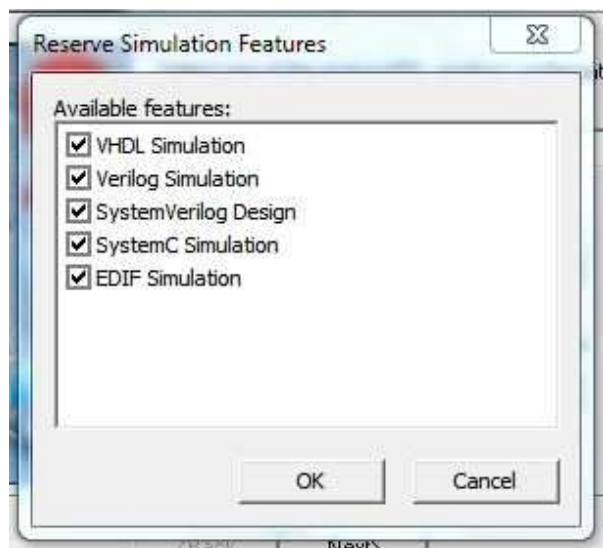 Reserve Simulation Features
Available features:
VHDL Simulation
Verilog Simulation
SystemVerilog Design
SystemC Simulation
EDIF Simulation
OK Cancel